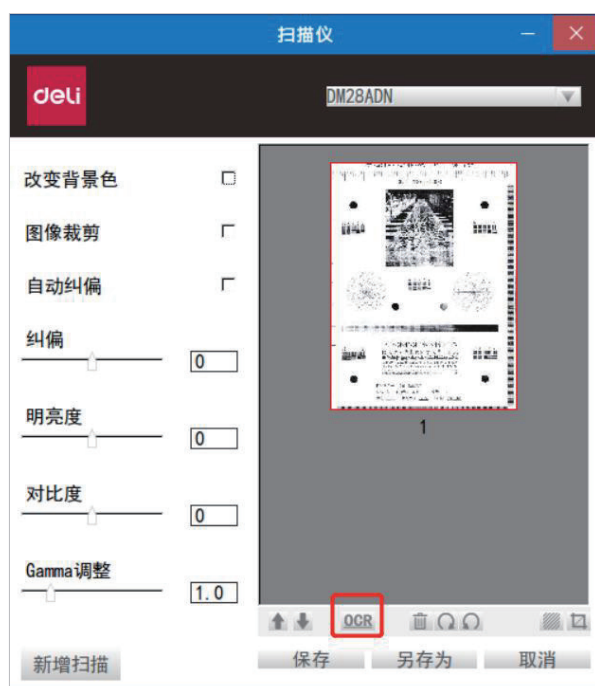 扫描仪
deli
DM28ADN
改变背景色
图像裁剪
自动纠偏
纠偏
0
明亮度
0
对比度
0
Gamma调整
1.0
1
OCR
新增扫描
保存
另存为
取消